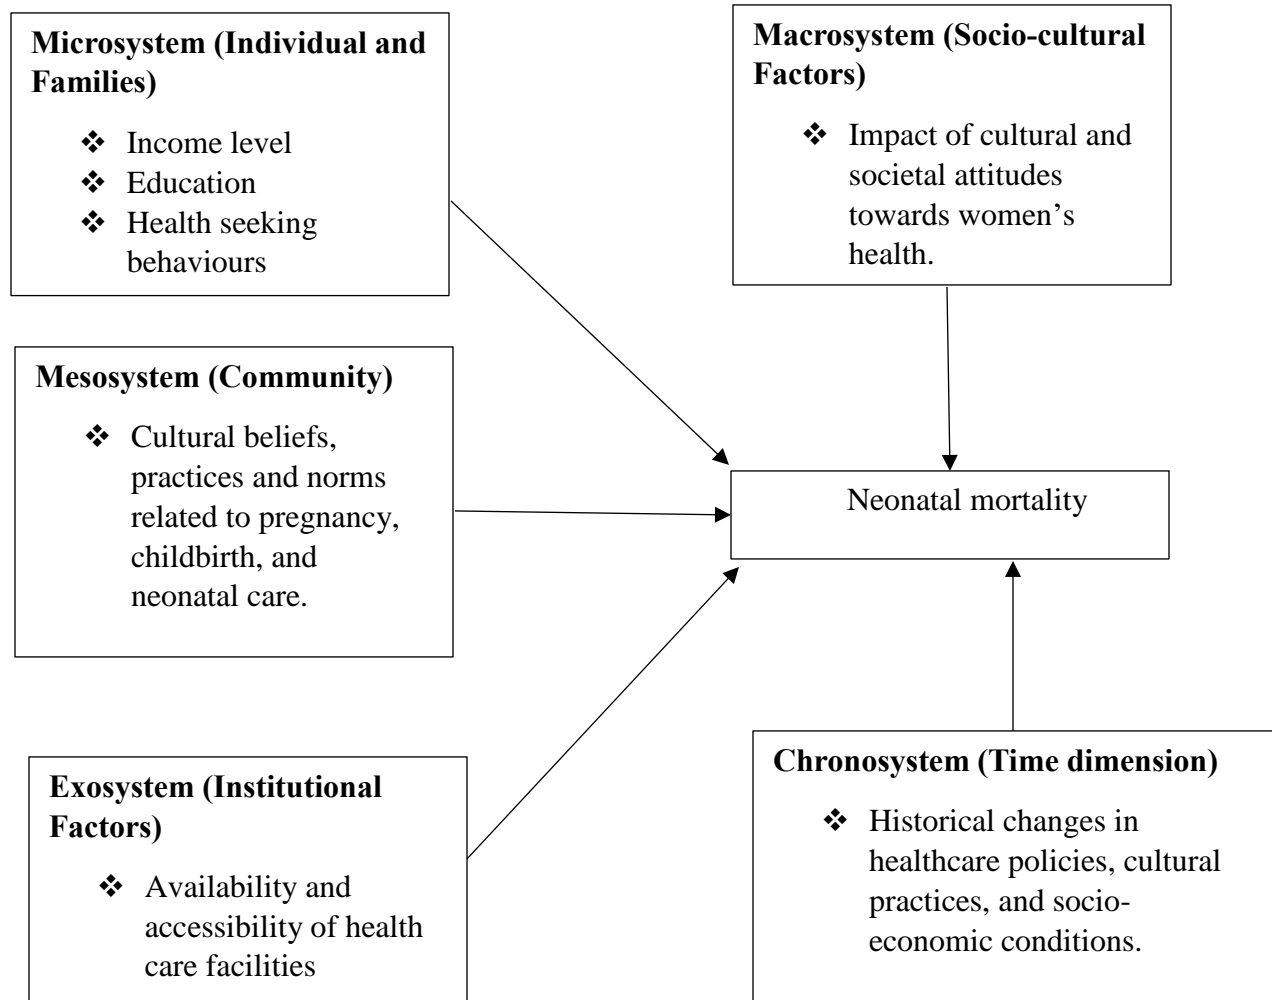 Microsystem (Individual and
Families)
❖ Income level
❖ Education
❖ Health seeking
behaviours
Macrosystem (Socio-cultural
Factors)
❖ Impact of cultural and
societal attitudes
towards women’s
health.
Mesosystem (Community)
❖ Cultural beliefs,
practices and norms
related to pregnancy,
childbirth, and
neonatal care.
Neonatal mortality
Exosystem (Institutional
Factors)
❖ Availability and
accessibility of health
care facilities
Chronosystem (Time dimension)
❖ Historical changes in
healthcare policies, cultural
practices, and socio-
economic conditions.